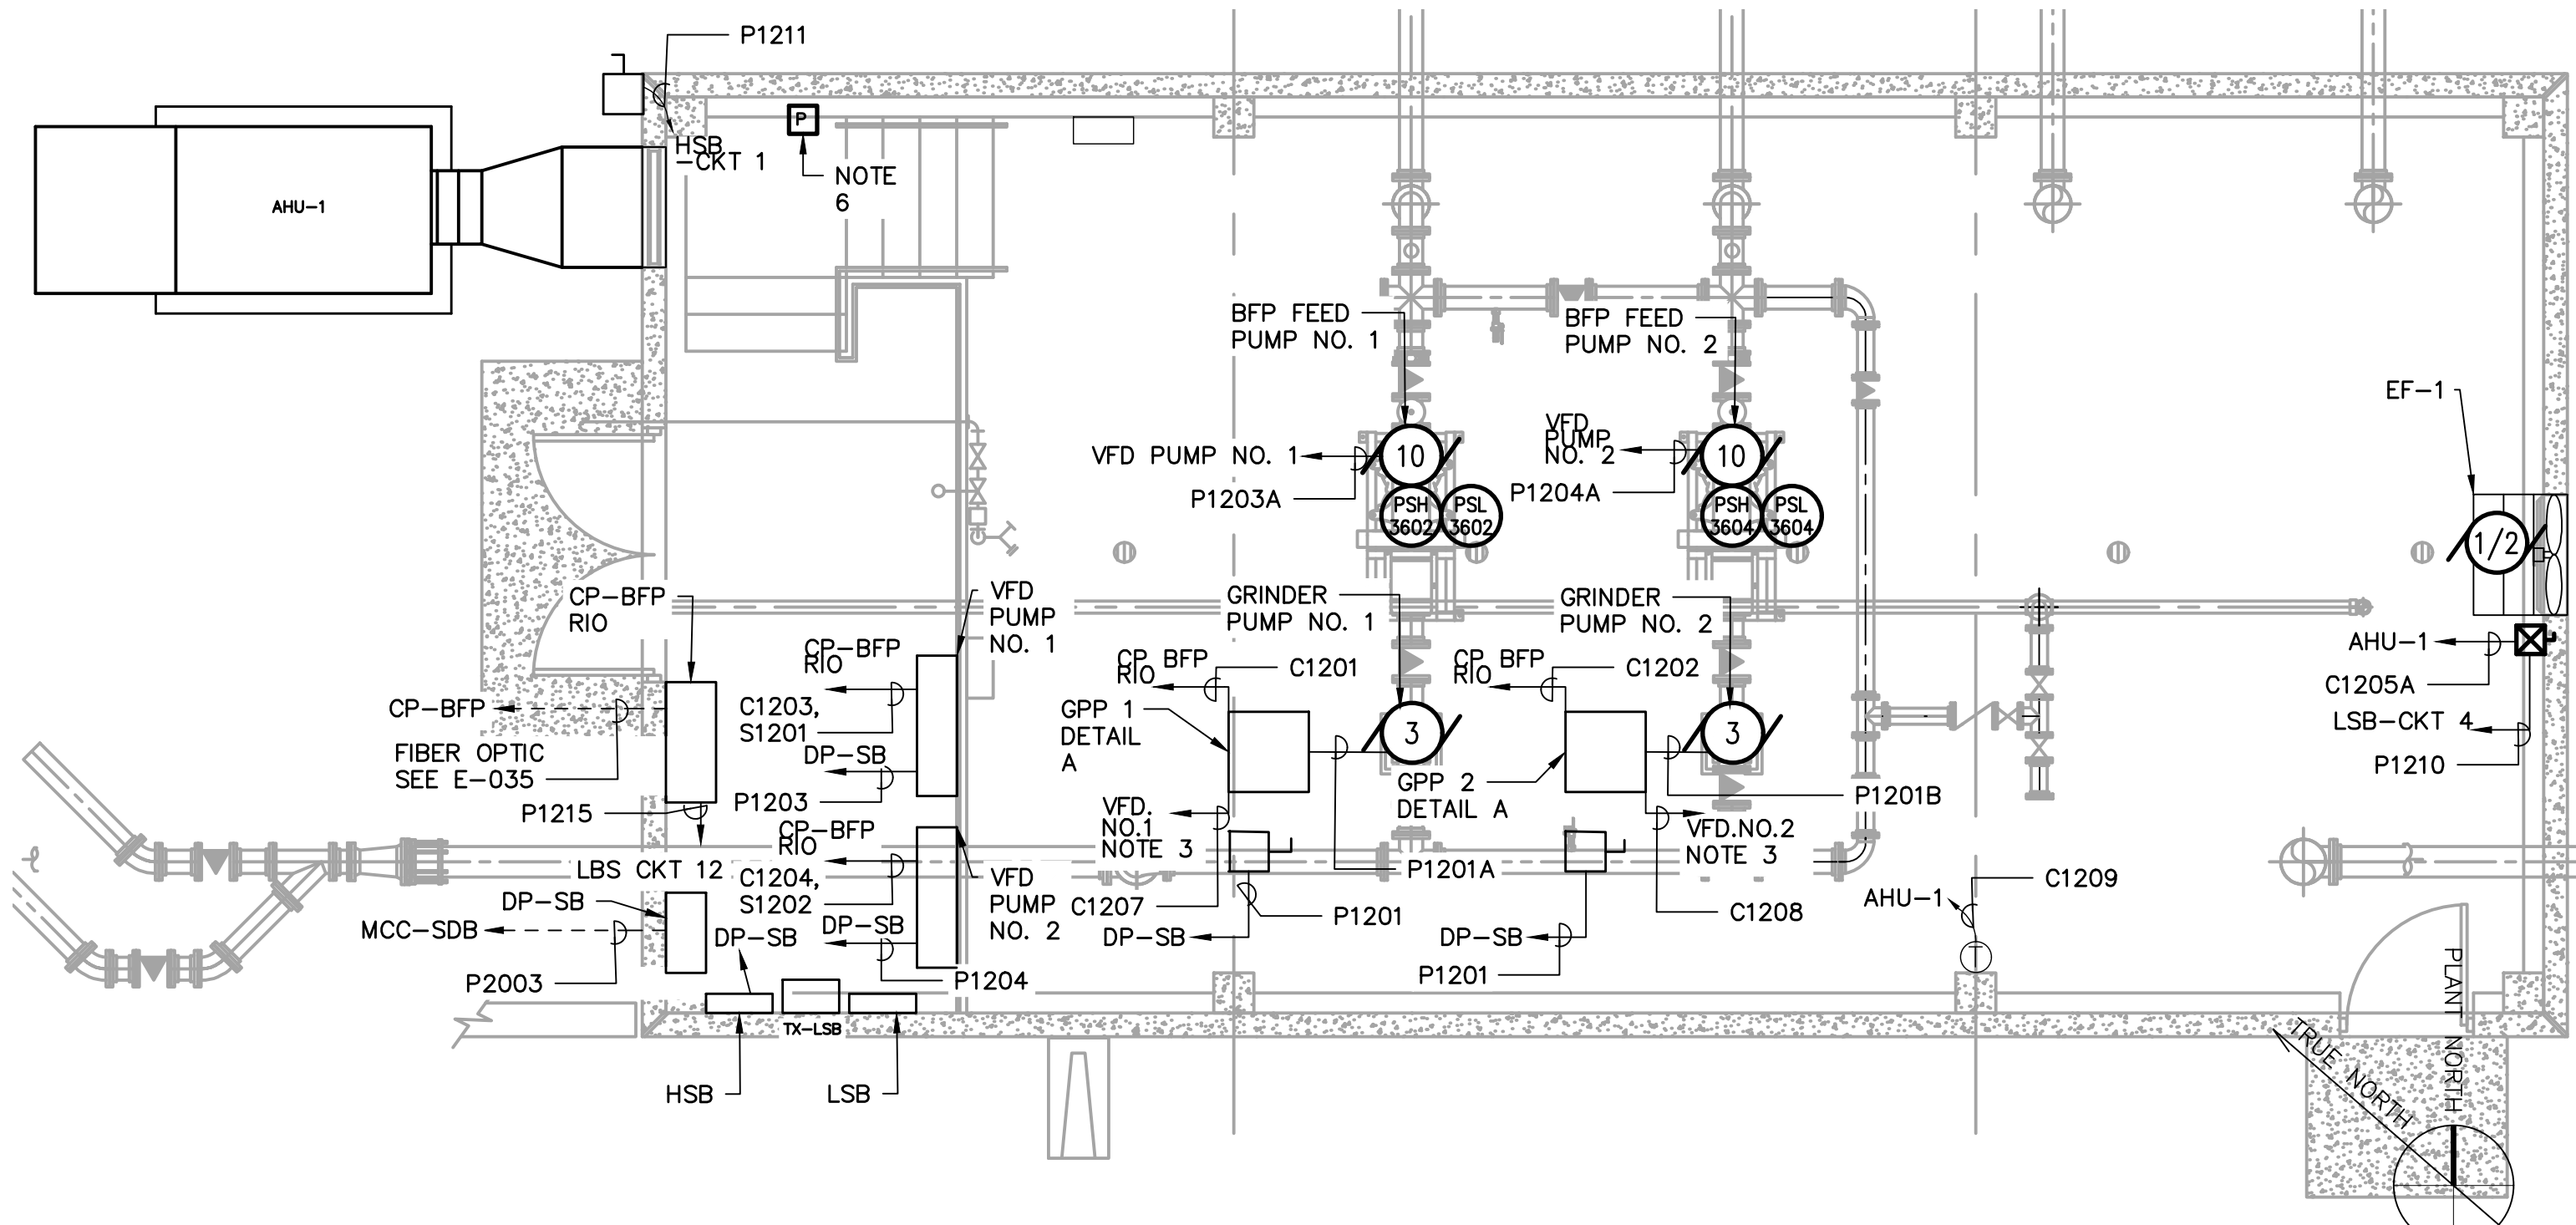 P1211
HSB
-CKT 1
P
NOTE
6
AHU-1
BFP FEED
PUMP NO. 1
BFP FEED
PUMP NO. 2
EF-1
VFD PUMP NO. 1
10
P1203A
PSH
3602
PSL
3602
VFD
PUMP
NO. 2
10
P1204A
PSH
3604
PSL
3604
1/2
CP-BFP
RIO
VFD
PUMP
NO. 1
GRINDER
PUMP NO. 1
GRINDER
PUMP NO. 2
AHU-1
C1205A
LSB-CKT 4
P1210
CP-BFP
RIO
C1203,
S1201
DP-SB
P1203
CP BFP
RIO
C1201
GPP 1
DETAIL
A
3
CP BFP
RIO
C1202
GPP 2
DETAIL A
3
P1201B
CP-BFP
FIBER OPTIC
SEE E-035
P1215
LBS CKT 12
CP-BFP
RIO
C1204,
S1202
DP-SB
VFD
PUMP
NO. 2
P1204
VFD.
NO.1
NOTE 3
C1207
P1201A
P1201
DP-SB
VFD.NO.2
NOTE 3
C1208
DP-SB
P1201
AHU-1
C1209
T
DP-SB
MCC-SDB
P2003
DP-SB
TX-LSB
HSB
LSB
PLANT NORTH
TRUE NORTH